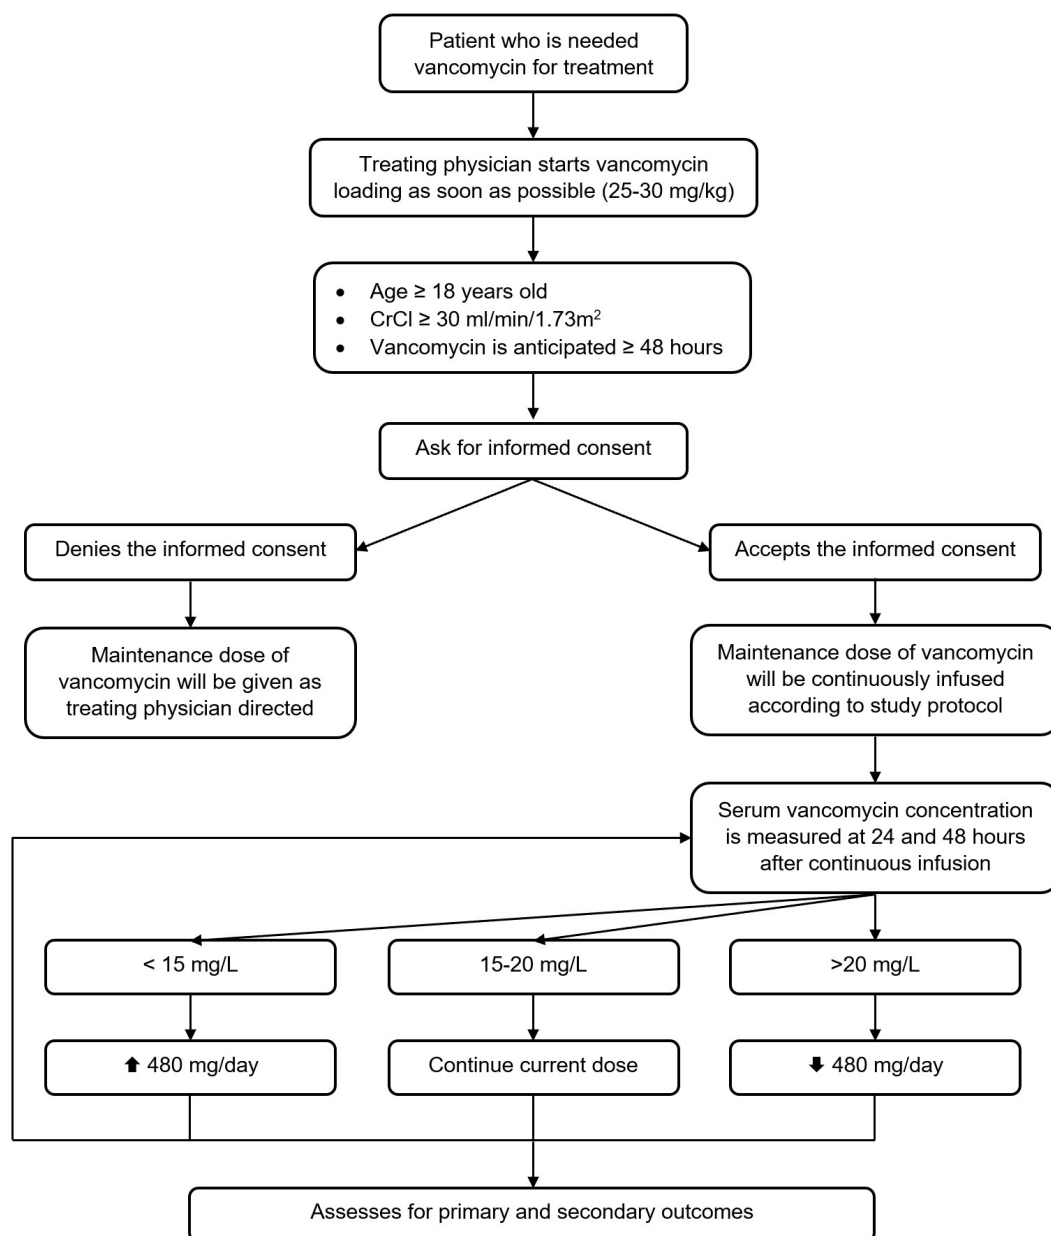 Patient who is needed
vancomycin for treatment
Treating physician starts vancomycin
loading as soon as possible (25-30 mg/kg)
• Age ≥ 18 years old
• CrCl ≥ 30 ml/min/1.73m²
• Vancomycin is anticipated ≥ 48 hours
Ask for informed consent
Denies the informed consent
Accepts the informed consent
Maintenance dose of
vancomycin will be given as
treating physician directed
Maintenance dose of vancomycin
will be continuously infused
according to study protocol
Serum vancomycin concentration
is measured at 24 and 48 hours
after continuous infusion
< 15 mg/L
15-20 mg/L
>20 mg/L
🡅 480 mg/day
Continue current dose
🡇 480 mg/day
Assesses for primary and secondary outcomes